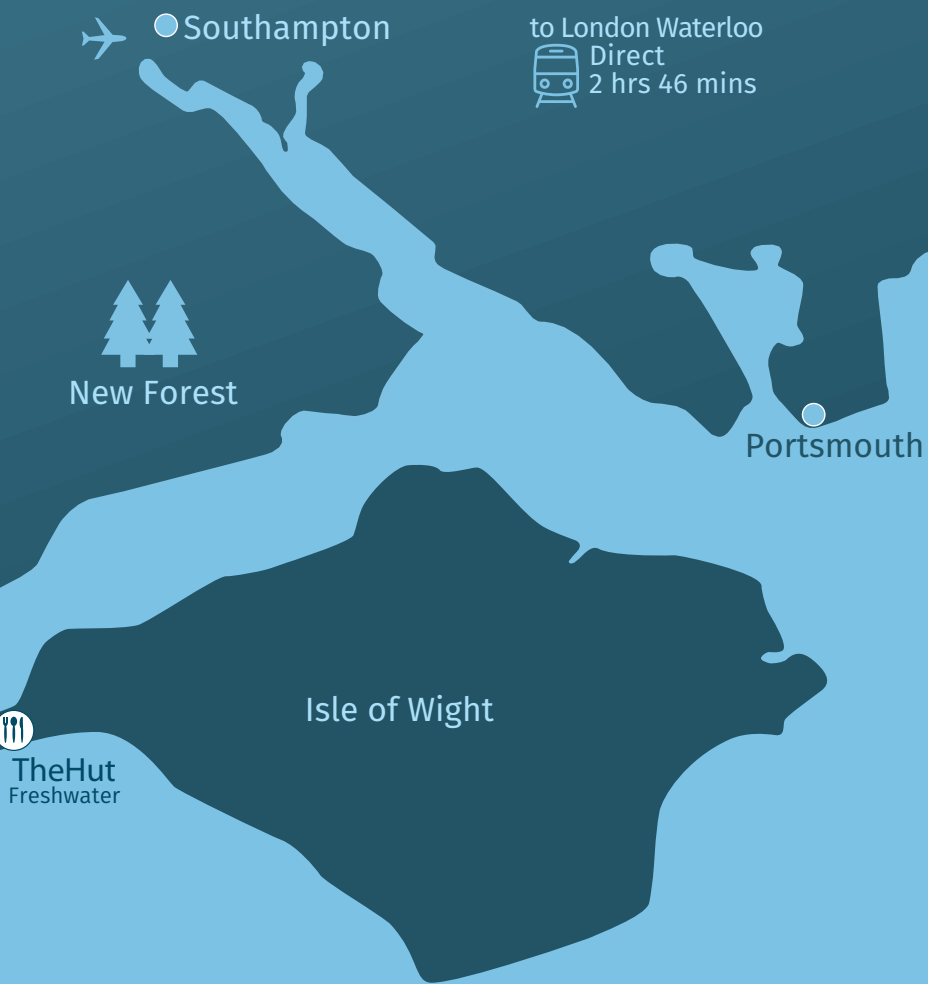 Southampton
to London Waterloo
Direct
2 hrs 46 mins
New Forest
Portsmouth
Isle of Wight
TheHut
Freshwater